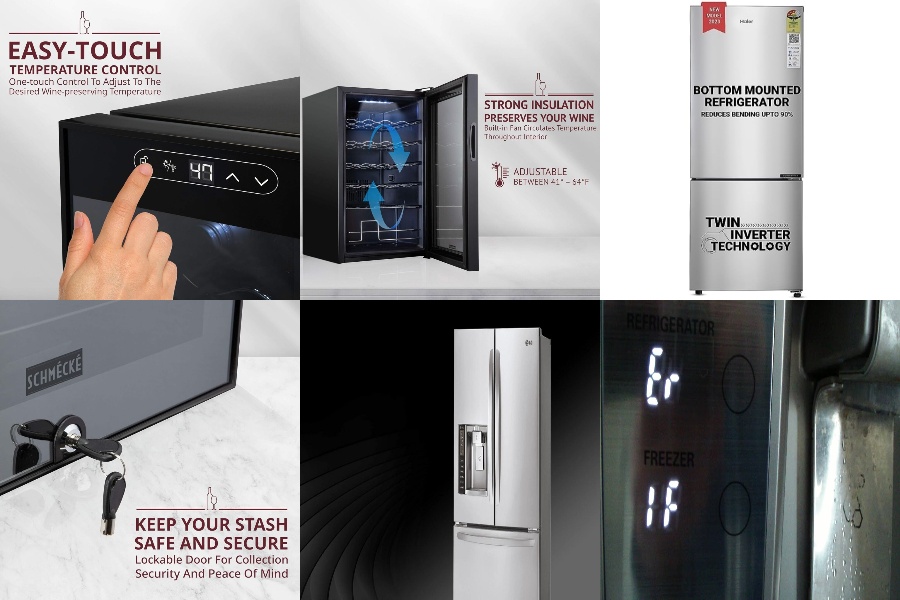 EASY-TOUCH
TEMPERATURE CONTROL
One-touch Control To Adjust To The
Desired Wine-preserving Temperature
47
STRONG INSULATION
PRESERVES YOUR WINE
Built-in Fan Circulates Temperature
Throughout Interior
ADJUSTABLE
BETWEEN 41° – 64°F
NEW
MODEL
2023
Haier
BOTTOM MOUNTED
REFRIGERATOR
REDUCES BENDING UPTO 90%
TWIN
INVERTER
TECHNOLOGY
SCHMÉCKÉ
KEEP YOUR STASH
SAFE AND SECURE
Lockable Door For Collection
Security And Peace Of Mind
LG
REFRIGERATOR
Er
FREEZER
1F